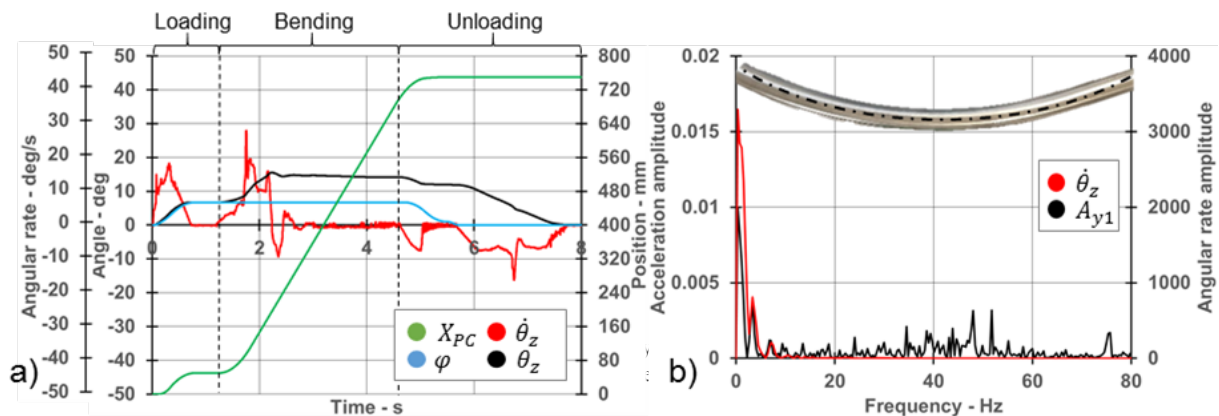 Loading Bending Unloading
a)
Angular rate - deg/s
50
40
30
20
10
0
-10
-20
-30
-40
-50
Angle - deg
50
40
30
20
10
0
-10
-20
-30
-40
-50
0 2 4 6 8
Time - s
800
720
640
560
480
400
320
240
160
80
0
Position - mm
X_PC θ̇_z
φ θ_z
b)
Acceleration amplitude
0.02
0.015
0.01
0.005
0
0 20 40 60 80
Frequency - Hz
4000
3000
2000
1000
0
Angular rate amplitude
θ̇_z
A_y1